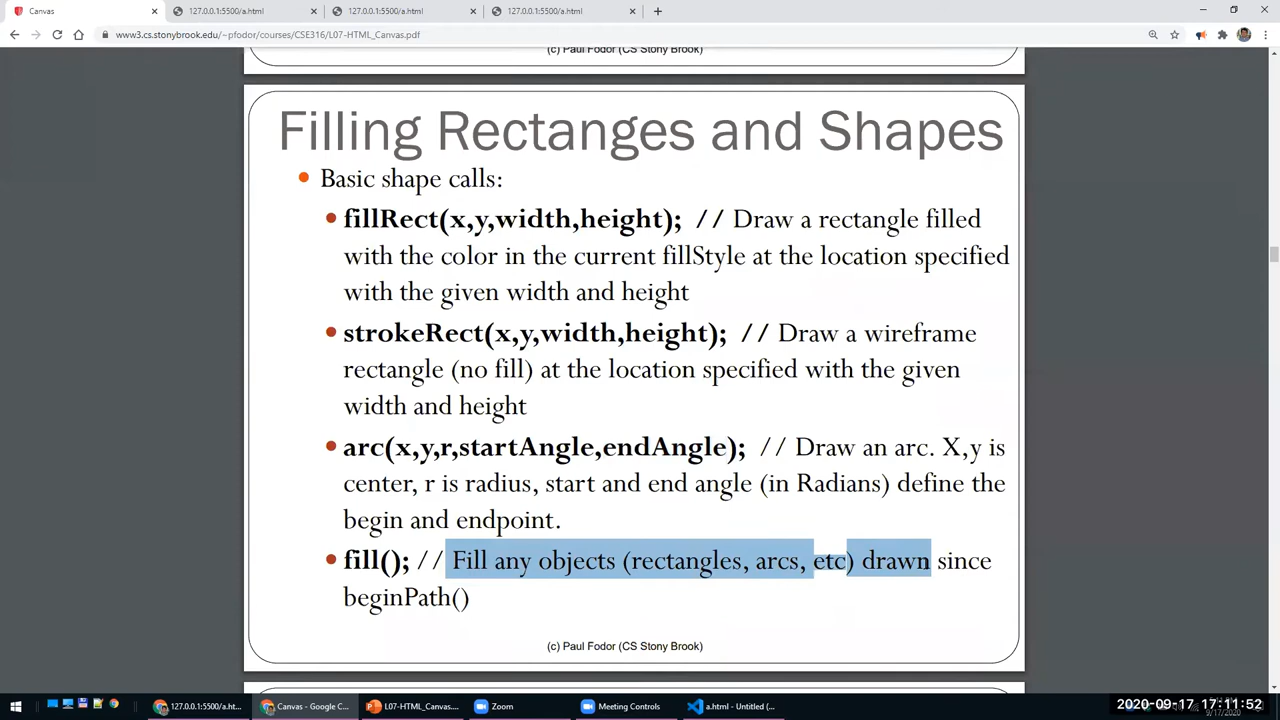 Canvas
127.0.0.1:5500/a.html
127.0.0.1:5500/a.html
127.0.0.1:5500/a.html
www3.cs.stonybrook.edu/~pfodor/courses/CSE316/L07-HTML_Canvas.pdf
(c) Paul Fodor (CS Stony Brook)
Filling Rectanges and Shapes
Basic shape calls:
fillRect(x,y,width,height); // Draw a rectangle filled
with the color in the current fillStyle at the location specified
with the given width and height
strokeRect(x,y,width,height); // Draw a wireframe
rectangle (no fill) at the location specified with the given
width and height
arc(x,y,r,startAngle,endAngle); // Draw an arc. X,y is
center, r is radius, start and end angle (in Radians) define the
begin and endpoint.
fill(); // Fill any objects (rectangles, arcs, etc) drawn since
beginPath()
(c) Paul Fodor (CS Stony Brook)
127.0.0.1:5500/a.ht...
Canvas - Google C...
L07-HTML_Canvas....
Zoom
Meeting Controls
a.html - Untitled (...
2020-09-17 17:11:52
9/17/2020